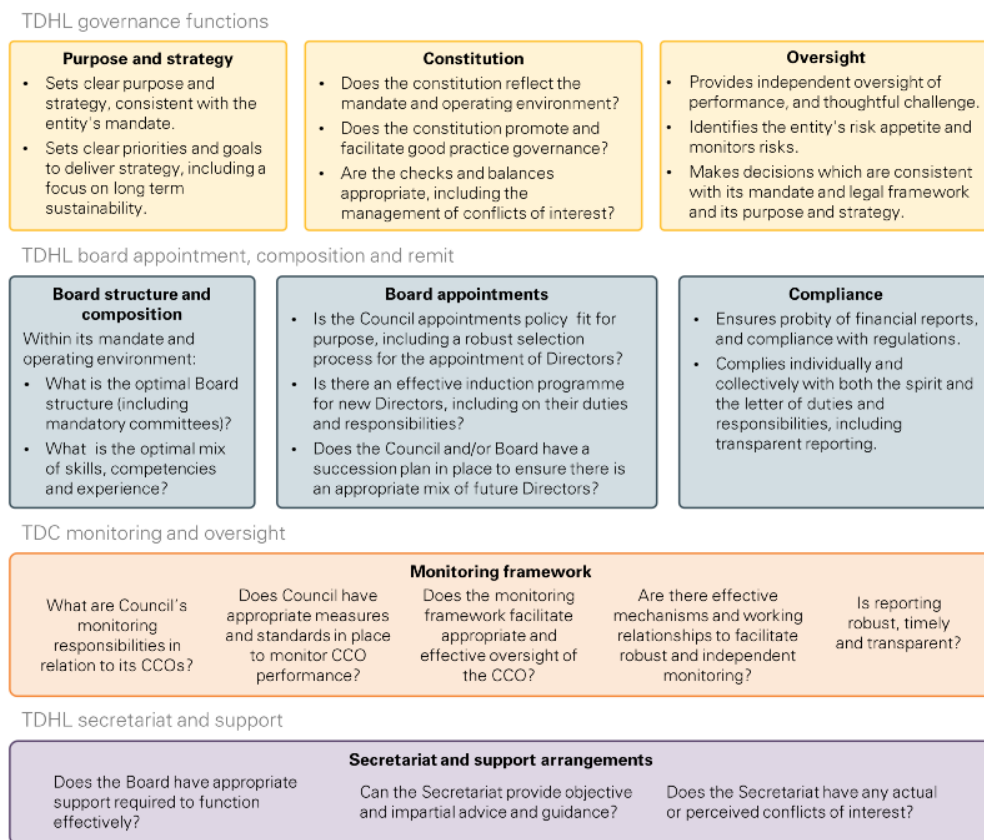 TDHL governance functions
Purpose and strategy
• Sets clear purpose and
strategy, consistent with the
entity's mandate.
• Sets clear priorities and goals
to deliver strategy, including a
focus on long term
sustainability.
Constitution
• Does the constitution reflect the
mandate and operating environment?
• Does the constitution promote and
facilitate good practice governance?
• Are the checks and balances
appropriate, including the
management of conflicts of interest?
Oversight
• Provides independent oversight of
performance, and thoughtful challenge.
• Identifies the entity's risk appetite and
monitors risks.
• Makes decisions which are consistent
with its mandate and legal framework
and its purpose and strategy.
TDHL board appointment, composition and remit
Board structure and
composition
Within its mandate and
operating environment:
• What is the optimal Board
structure (including
mandatory committees)?
• What is the optimal mix
of skills, competencies
and experience?
Board appointments
• Is the Council appointments policy fit for
purpose, including a robust selection
process for the appointment of Directors?
• Is there an effective induction programme
for new Directors, including on their duties
and responsibilities?
• Does the Council and/or Board have a
succession plan in place to ensure there is
an appropriate mix of future Directors?
Compliance
• Ensures probity of financial reports,
and compliance with regulations.
• Complies individually and
collectively with both the spirit and
the letter of duties and
responsibilities, including
transparent reporting.
TDC monitoring and oversight
Monitoring framework
What are Council's
monitoring
responsibilities in
relation to its CCOs?
Does Council have
appropriate measures
and standards in place
to monitor CCO
performance?
Does the monitoring
framework facilitate
appropriate and
effective oversight of
the CCO?
Are there effective
mechanisms and working
relationships to facilitate
robust and independent
monitoring?
Is reporting
robust, timely
and transparent?
TDHL secretariat and support
Secretariat and support arrangements
Does the Board have appropriate
support required to function
effectively?
Can the Secretariat provide objective
and impartial advice and guidance?
Does the Secretariat have any actual
or perceived conflicts of interest?